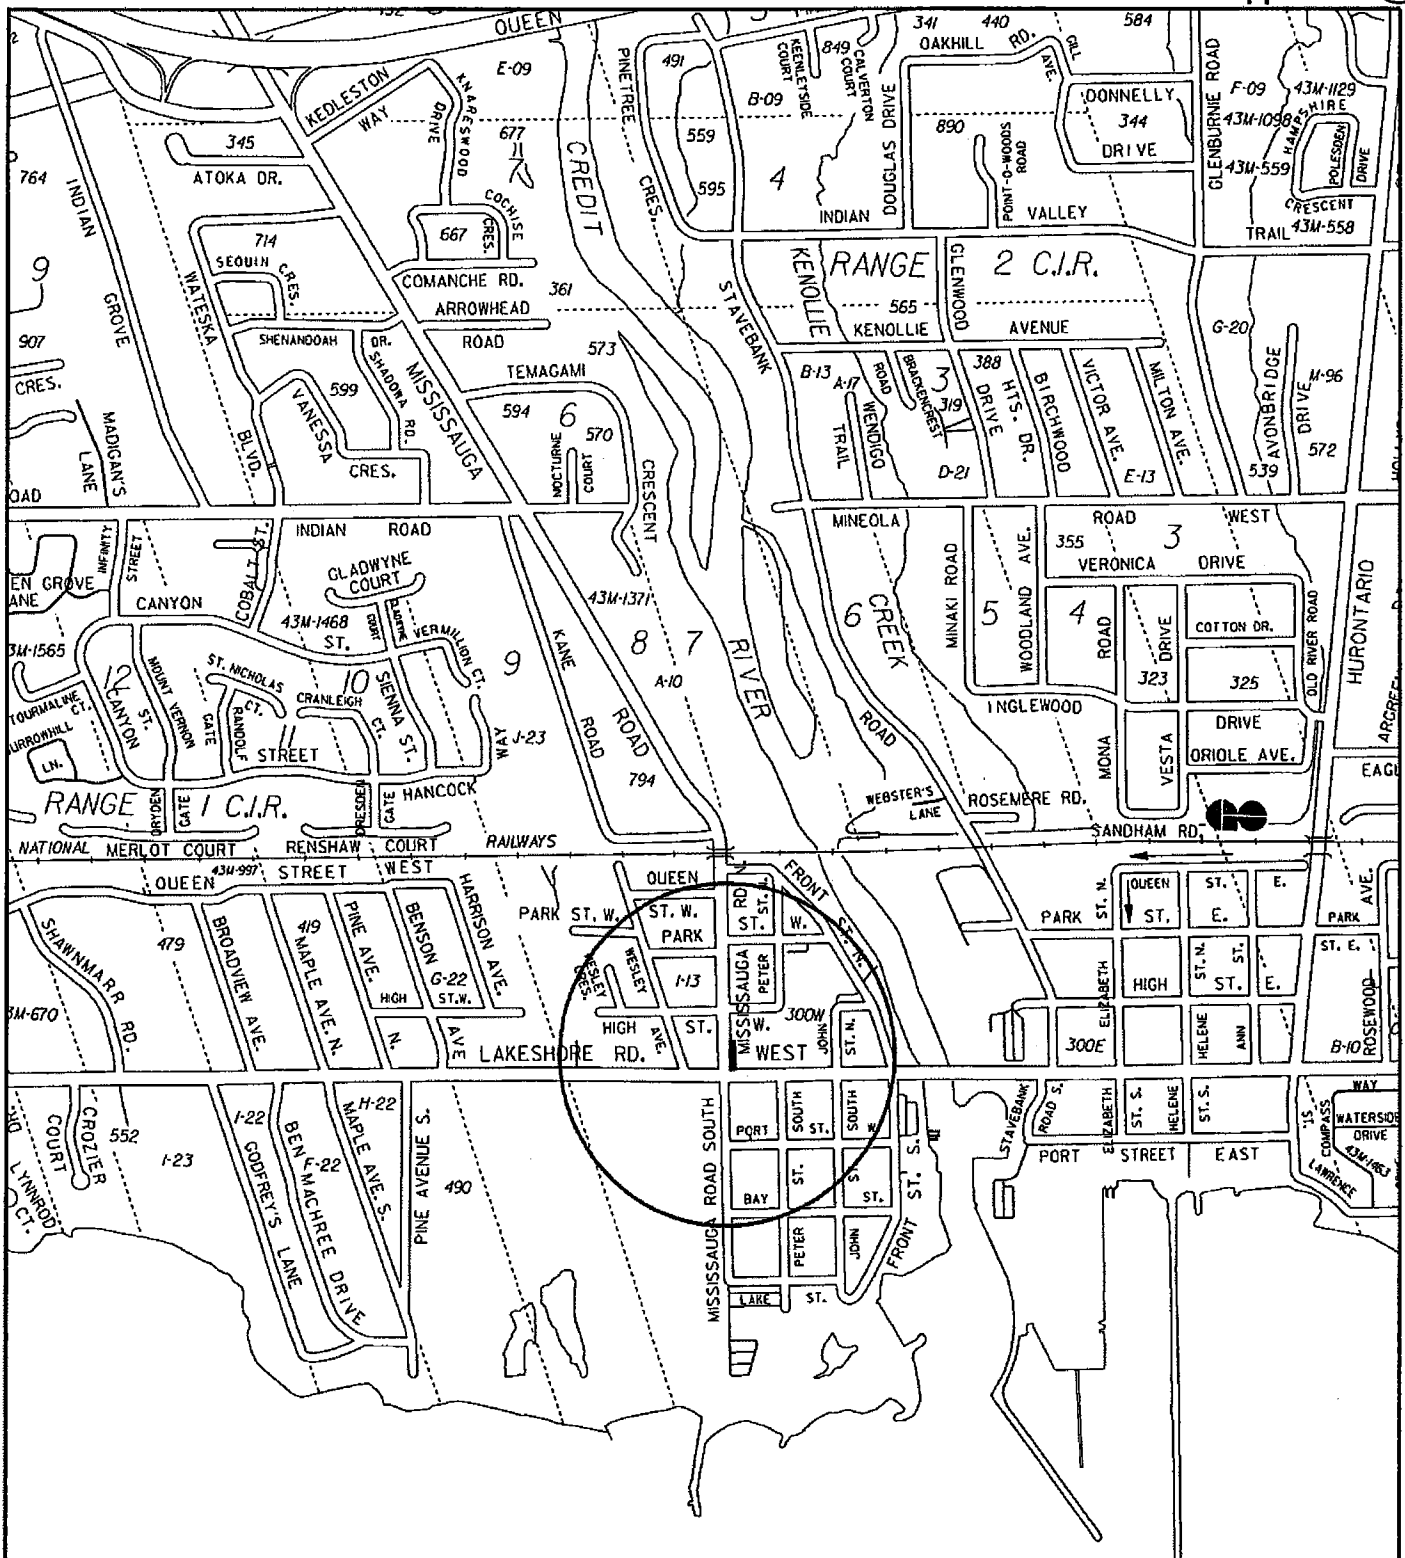 QUEEN
341
440
584
E-09
491
849
KEENLEYSIDE
COURT
CALVERTON
COURT
OAKHILL RD.
GILL
AVE.
GLENBURNIE ROAD
F-09
43M-1129
KEDLESTON
WAY
KNARESWOOD
DRIVE
PINETREE
CRES.
B-09
DOUGLAS DRIVE
DONNELLY
344
DRIVE
43M-1098
HAMPSHIRE
CRESCENT
POLESDEN
DRIVE
345
ATOKA DR.
677
CREDIT
559
890
POINT-O-WOODS
ROAD
43M-559
764
INDIAN
GROVE
COCHISE
CRES.
595
4
INDIAN
VALLEY
TRAIL
43M-558
714
667
9
SEQUIN
CRES.
WATESKA
BLVD.
COMANCHE RD.
361
STAVEBANK
KENOLLIE
RANGE
2 C.I.R.
GLENWOOD
ARROWHEAD
ROAD
565
KENOLLIE
AVENUE
G-20
907
SHENANDOAH
DR.
573
CRES.
599
SHADOWA
RD.
MISSISSAUGA
TEMAGAMI
B-13
A-17
ROAD
BRACKENCREST
3
388
DRIVE
HTS. DR.
BIRCHWOOD
VICTOR AVE.
MILTON AVE.
AVONBRIDGE
DRIVE
M-96
VANESSA
CRES.
594
6
570
319
MADIGAN'S
LANE
NOCTURNE
COURT
CRESCENT
WENDIGO
TRAIL
D-21
E-13
539
572
OAD
INDIAN
ROAD
MINEOLA
ROAD
WEST
INFINITY
STREET
COBALT ST.
355
3
EN GROVE
ANE
GLADWYNE
COURT
MINAKI ROAD
WOODLAND AVE.
VERONICA
DRIVE
HURONTARIO
CANYON
43M-1468
ST.
COURT
VERMILLION CT.
43M-1371
CREEK
6
5
4
ROAD
DRIVE
COTTON DR.
OLD RIVER ROAD
3M-1565
KANE
ROAD
8
7
RIVER
12
CANYON
ST.
MOUNT
VERNON
GATE
ST. NICHOLAS
CT.
CRANLEIGH
CT.
10
SIENNA ST.
9
A-10
323
325
TOURMALINE
CT.
URROWHILL
LN.
RANDOLF
11
STREET
WAY
J-23
ROAD
ROAD
INGLEWOOD
DRIVE
ARGREE
MONA
VESTA
ORIOLE AVE.
794
EAGL
RANGE
1 C.I.R.
DRYDEN
GATE
DRESDEN
GATE
HANCOCK
WEBSTER'S
LANE
ROSEMERE RD.
SANDHAM RD.
NATIONAL
MERLOT COURT
RENSHAW
COURT
RAILWAYS
QUEEN
43M-997
STREET
WEST
QUEEN
ST. W.
FRONT
ST. N.
QUEEN
ST.
E.
HARRISON AVE.
PARK ST. W.
PARK
RD. N
ST. N.
ST.
W.
PARK
ST. N.
ST.
E.
AVE.
PARK
ST. E.
SHAWNMARR RD.
479
BROADVIEW AVE.
419
MAPLE AVE. N.
PINE AVE.
N.
BENSON
AVE
G-22
HIGH
ST.W.
WESLEY
CRES.
WESLEY
AVE.
1-13
MISSISSAUGA
PETER
ELIZABETH
HIGH
ST. N.
ST.
ST.
E.
ROSEWOOD
3M-670
HIGH
ST.
W.
300W
JOHN
ST. N.
300E
HELENE
ANN
B-10
LAKESHORE RD.
WEST
CROZIER
COURT
552
I-22
H-22
MAPLE AVE. S.
PINE AVENUE S.
STAVEBANK
ROAD S.
ELIZABETH
ST. S.
HELENE
ST. S.
WAY
WATERSIDE
DRIVE
ST
COMPASS
43M-1463
LAWRENCE
PORT
ST.
W.
SOUTH
SOUTH
PORT
STREET
EAST
I-23
GODFREY'S
LANE
BEN MACHREE DRIVE
F-22
490
LYNNROD
CT.
MISSISSAUGA ROAD SOUTH
BAY
ST.
ST.
ST.
FRONT
ST. S.
PETER
JOHN
LAKE
ST.